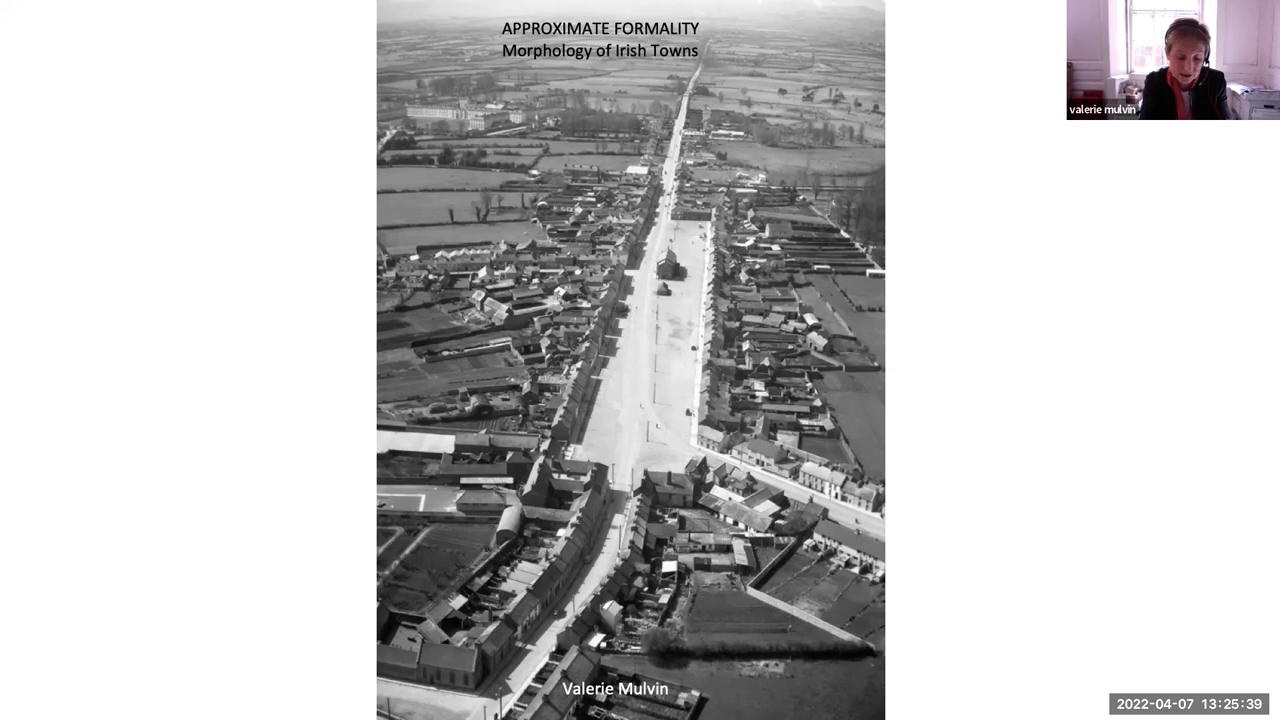 APPROXIMATE FORMALITY
Morphology of Irish Towns
valerie mulvin
Valerie Mulvin
2022-04-07 13:25:39